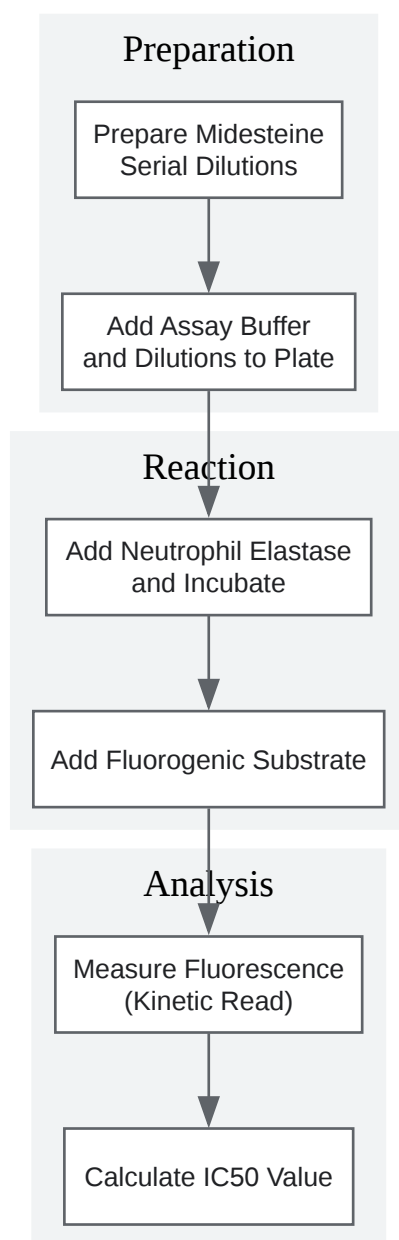 Preparation
Prepare Midesteine
Serial Dilutions
Add Assay Buffer
and Dilutions to Plate
Reaction
Add Neutrophil Elastase
and Incubate
Add Fluorogenic Substrate
Analysis
Measure Fluorescence
(Kinetic Read)
Calculate IC50 Value